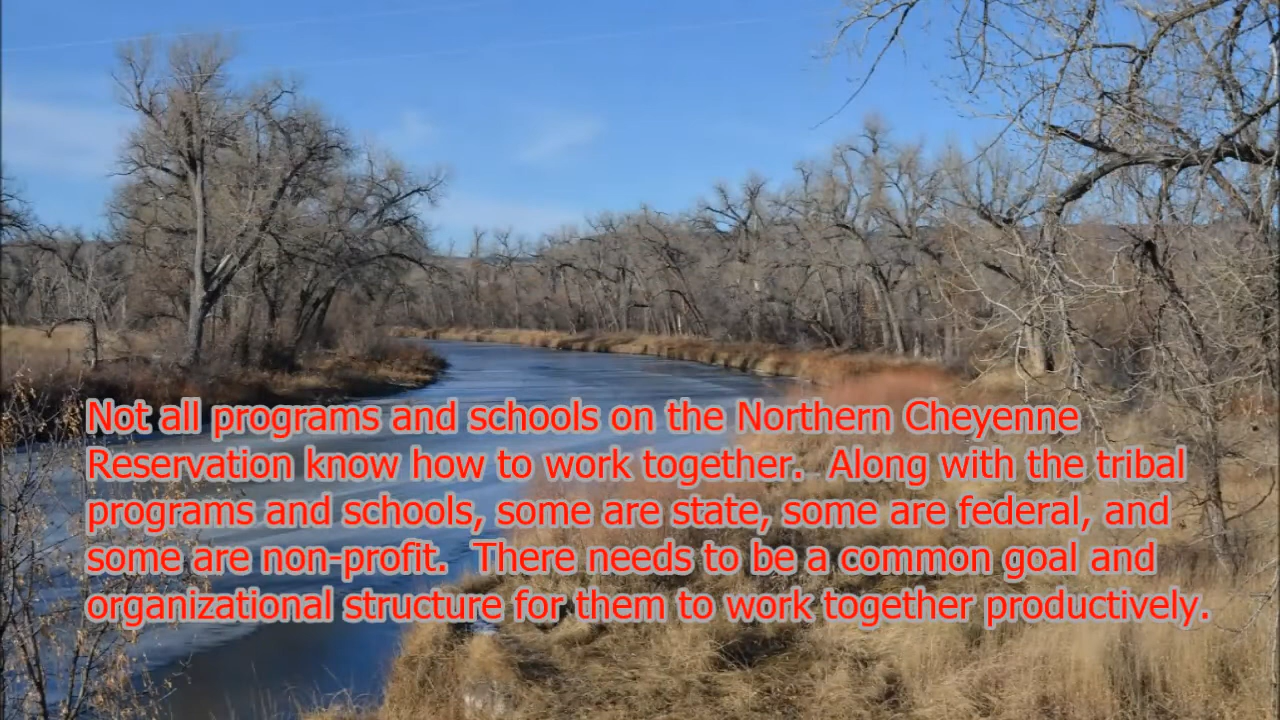 Not all programs and schools on the Northern Cheyenne
Reservation know how to work together.  Along with the tribal
programs and schools, some are state, some are federal, and
some are non-profit.  There needs to be a common goal and
organizational structure for them to work together productively.